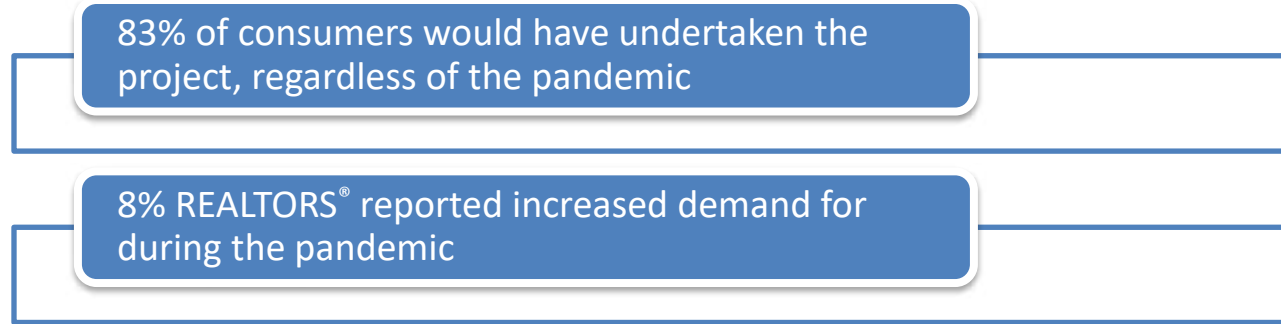 83% of consumers would have undertaken the
project, regardless of the pandemic
8% REALTORS® reported increased demand for
during the pandemic